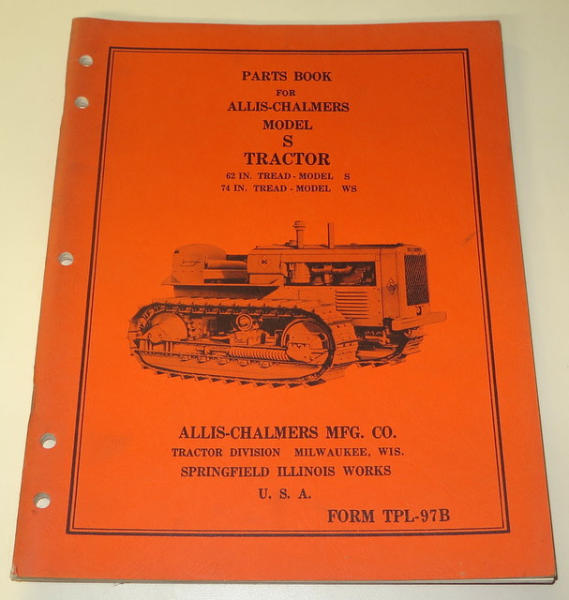 PARTS BOOK
FOR
ALLIS-CHALMERS
MODEL
S
TRACTOR
62 IN. TREAD - MODEL S
74 IN. TREAD - MODEL WS
ALLIS-CHALMERS MFG. CO.
TRACTOR DIVISION MILWAUKEE, WIS.
SPRINGFIELD ILLINOIS WORKS
U. S. A.
FORM TPL-97B